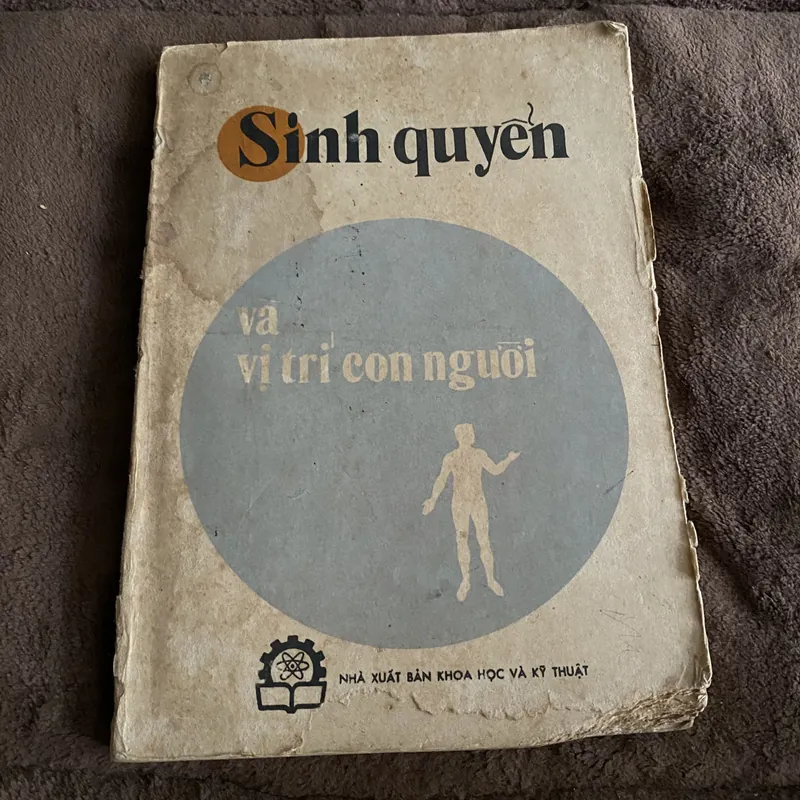 Sinh quyển
và
vị trí con người
NHÀ XUẤT BẢN KHOA HỌC VÀ KỸ THUẬT